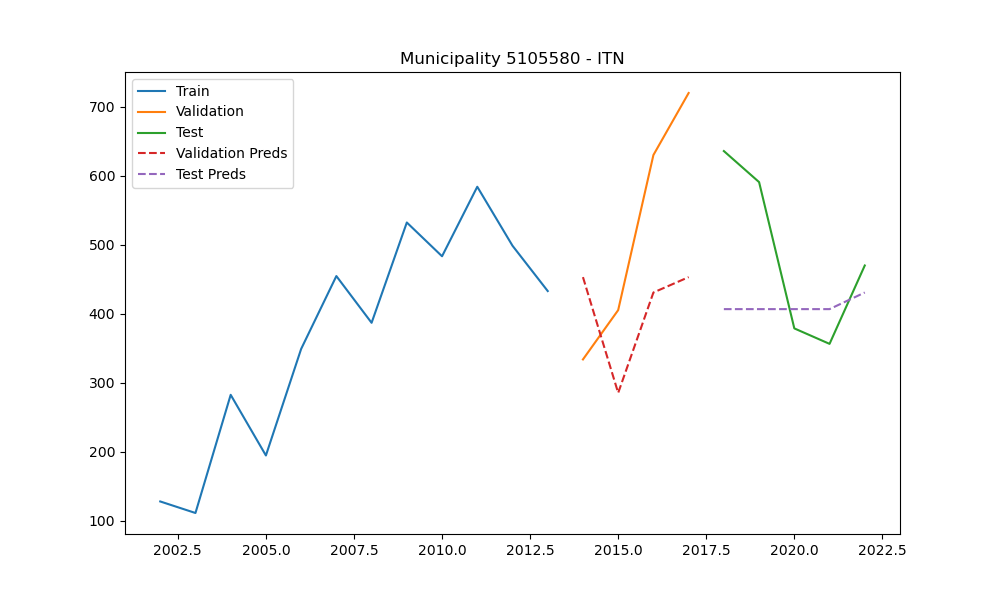 Municipality 5105580 - ITN
Train
Validation
Test
Validation Preds
Test Preds
700
600
500
400
300
200
100
2002.5 2005.0 2007.5 2010.0 2012.5 2015.0 2017.5 2020.0 2022.5